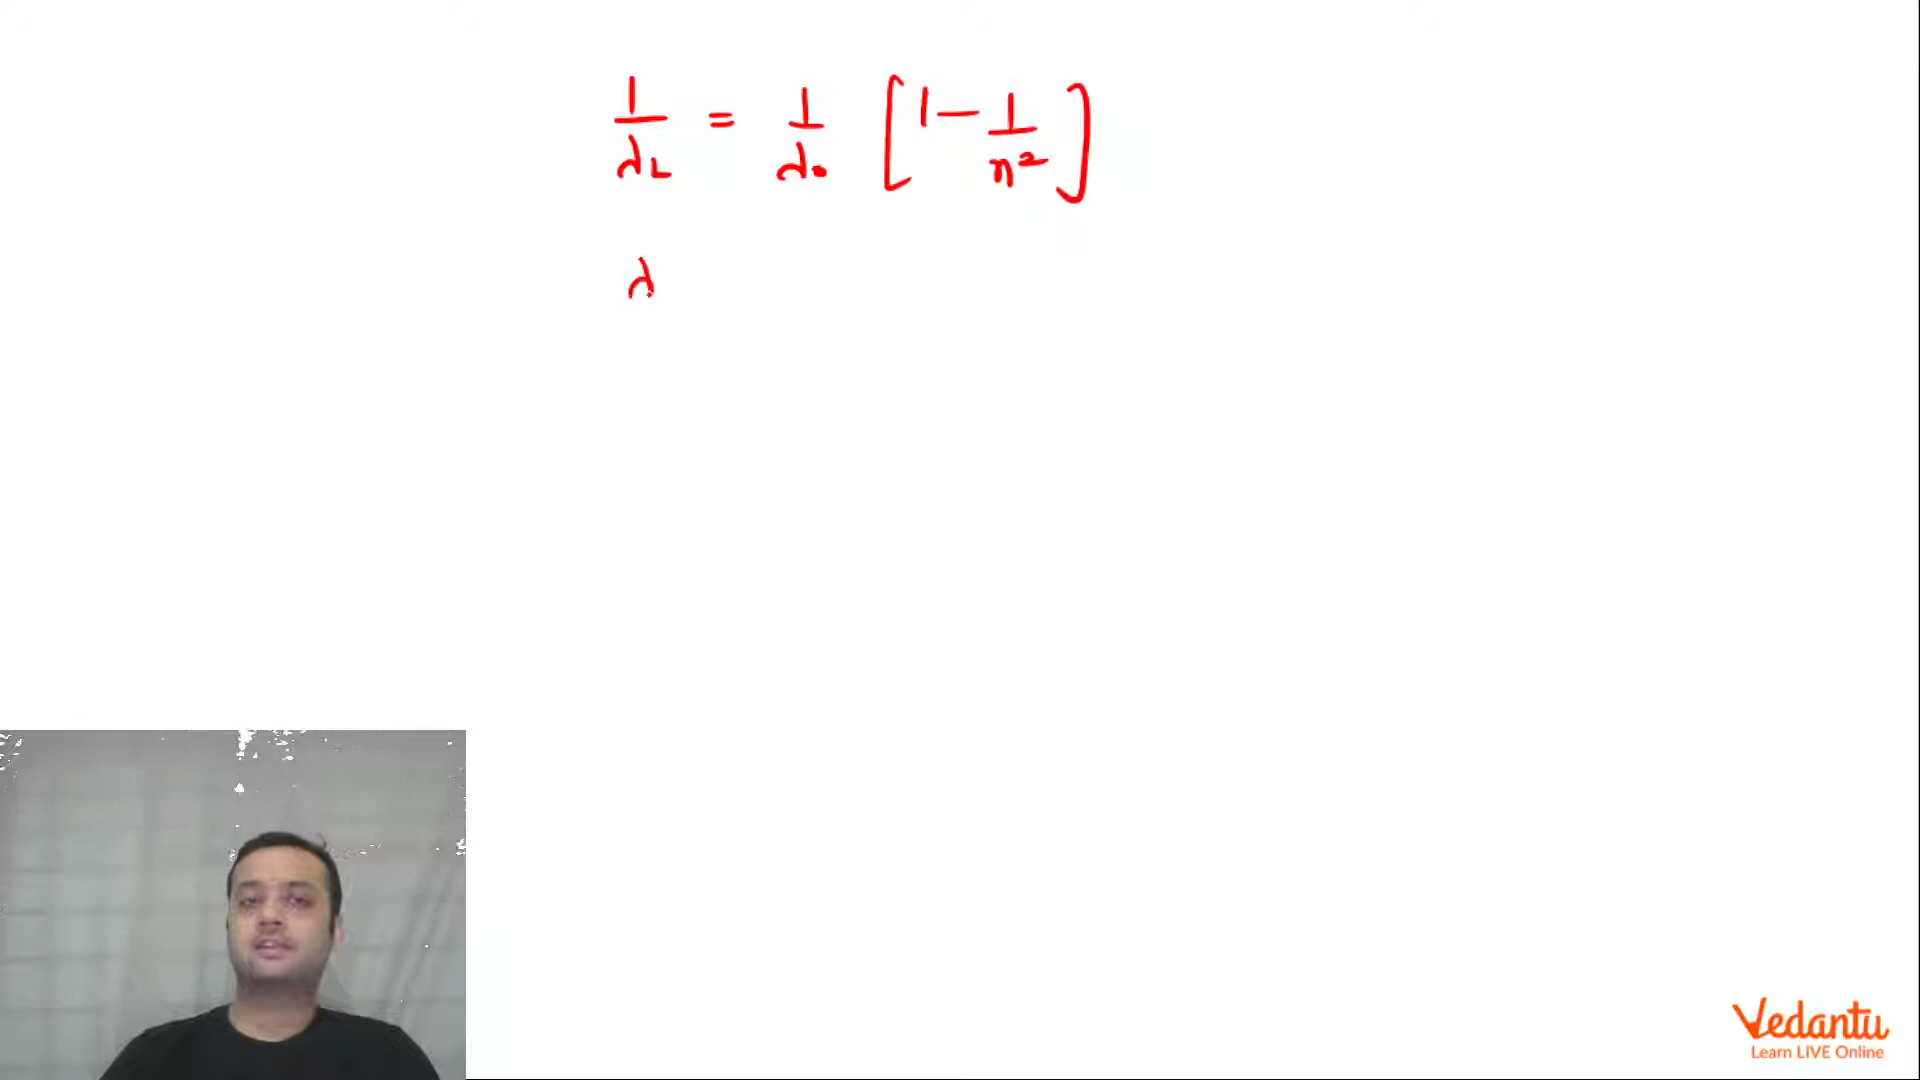 1/λL = 1/λ₀ [1 − 1/n²]
λ
Vedantu
Learn LIVE Online